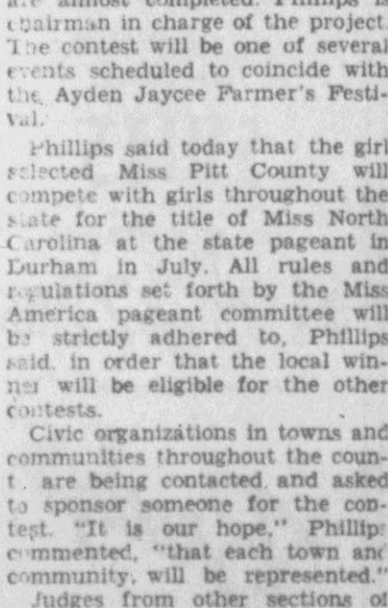 are almost completed. Phillips is
chairman in charge of the project
The contest will be one of several
events scheduled to coincide with
the Ayden Jaycee Farmer's Festi-
val.
Phillips said today that the girl
selected Miss Pitt County will
compete with girls throughout the
state for the title of Miss North
Carolina at the state pageant in
Durham in July. All rules and
regulations set forth by the Miss
America pageant committee will
be strictly adhered to, Phillips
said, in order that the local win-
ner will be eligible for the other
contests.
Civic organizations in towns and
communities throughout the coun-
t. are being contacted, and asked
to sponsor someone for the con-
test. "It is our hope," Phillips
commented, "that each town and
community, will be represented."
Judges from other sections of